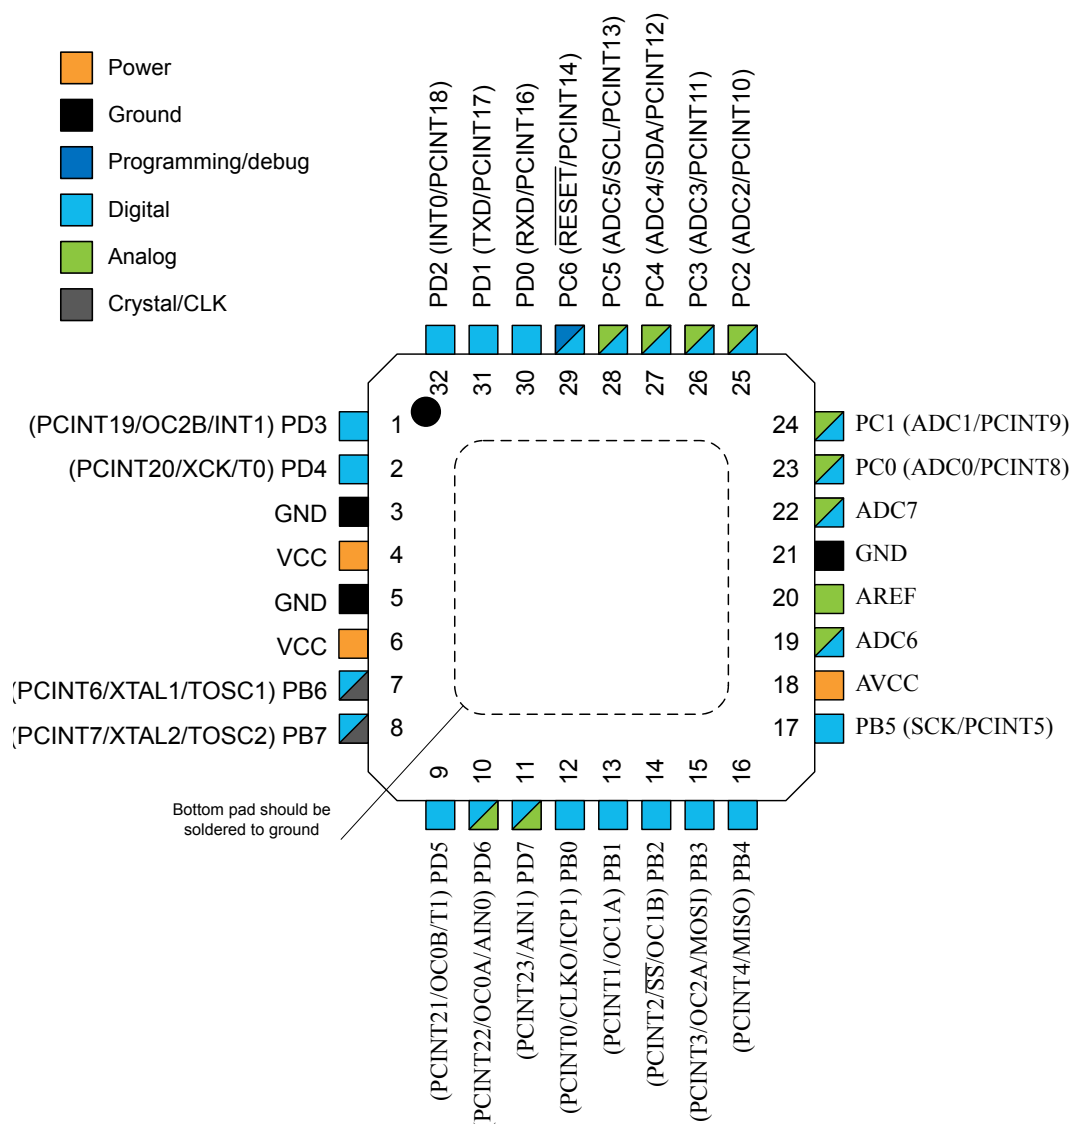 Power
Ground
Programming/debug
Digital
Analog
Crystal/CLK
PD2 (INT0/PCINT18)
PD1 (TXD/PCINT17)
PD0 (RXD/PCINT16)
PC6 (RESET/PCINT14)
PC5 (ADC5/SCL/PCINT13)
PC4 (ADC4/SDA/PCINT12)
PC3 (ADC3/PCINT11)
PC2 (ADC2/PCINT10)
32
31
30
29
28
27
26
25
(PCINT19/OC2B/INT1) PD3
1
(PCINT20/XCK/T0) PD4
2
GND
3
VCC
4
GND
5
VCC
6
(PCINT6/XTAL1/TOSC1) PB6
7
(PCINT7/XTAL2/TOSC2) PB7
8
24
PC1 (ADC1/PCINT9)
23
PC0 (ADC0/PCINT8)
22
ADC7
21
GND
20
AREF
19
ADC6
18
AVCC
17
PB5 (SCK/PCINT5)
9
10
11
12
13
14
15
16
Bottom pad should be
soldered to ground
(PCINT21/OC0B/T1) PD5
(PCINT22/OC0A/AIN0) PD6
(PCINT23/AIN1) PD7
(PCINT0/CLKO/ICP1) PB0
(PCINT1/OC1A) PB1
(PCINT2/SS/OC1B) PB2
(PCINT3/OC2A/MOSI) PB3
(PCINT4/MISO) PB4